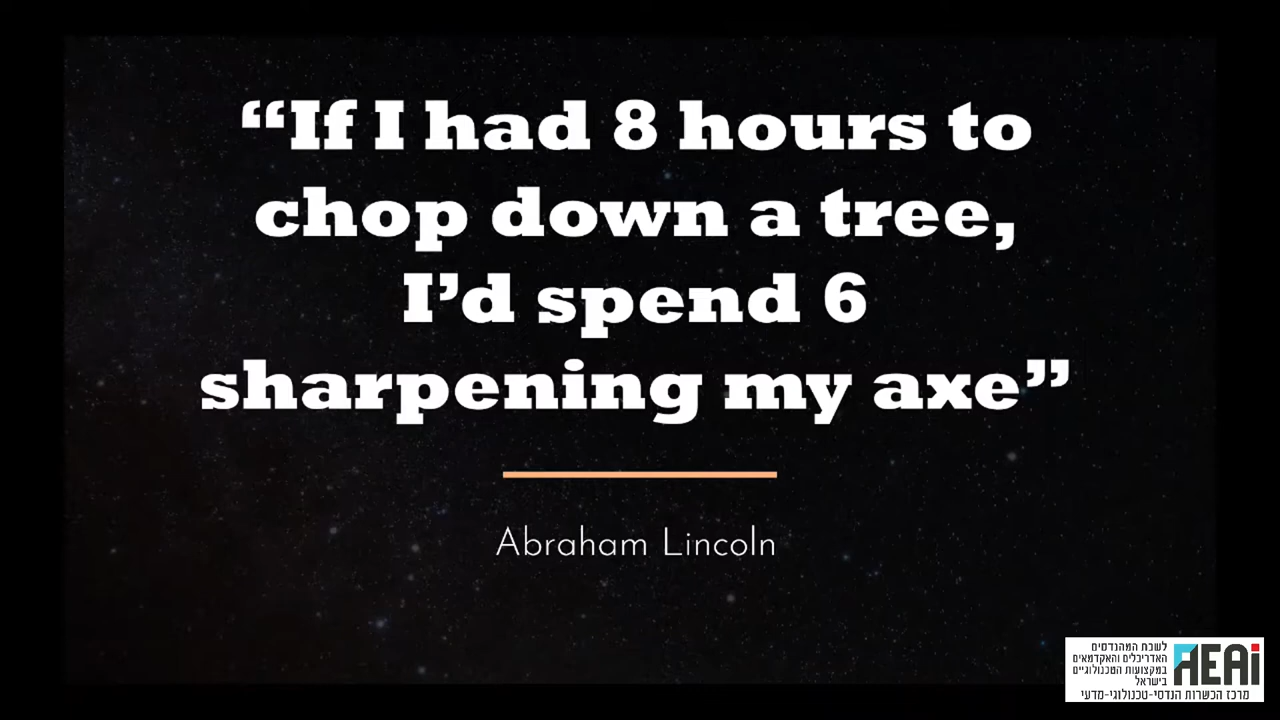 “If I had 8 hours to
chop down a tree,
I’d spend 6
sharpening my axe”
Abraham Lincoln
לשכת המהנדסים
האדריכלים והאקדמאים
במקצועות הטכנולוגיים
בישראל
AEAi
מרכז הכשרות הנדסי-טכנולוגי-מדעי